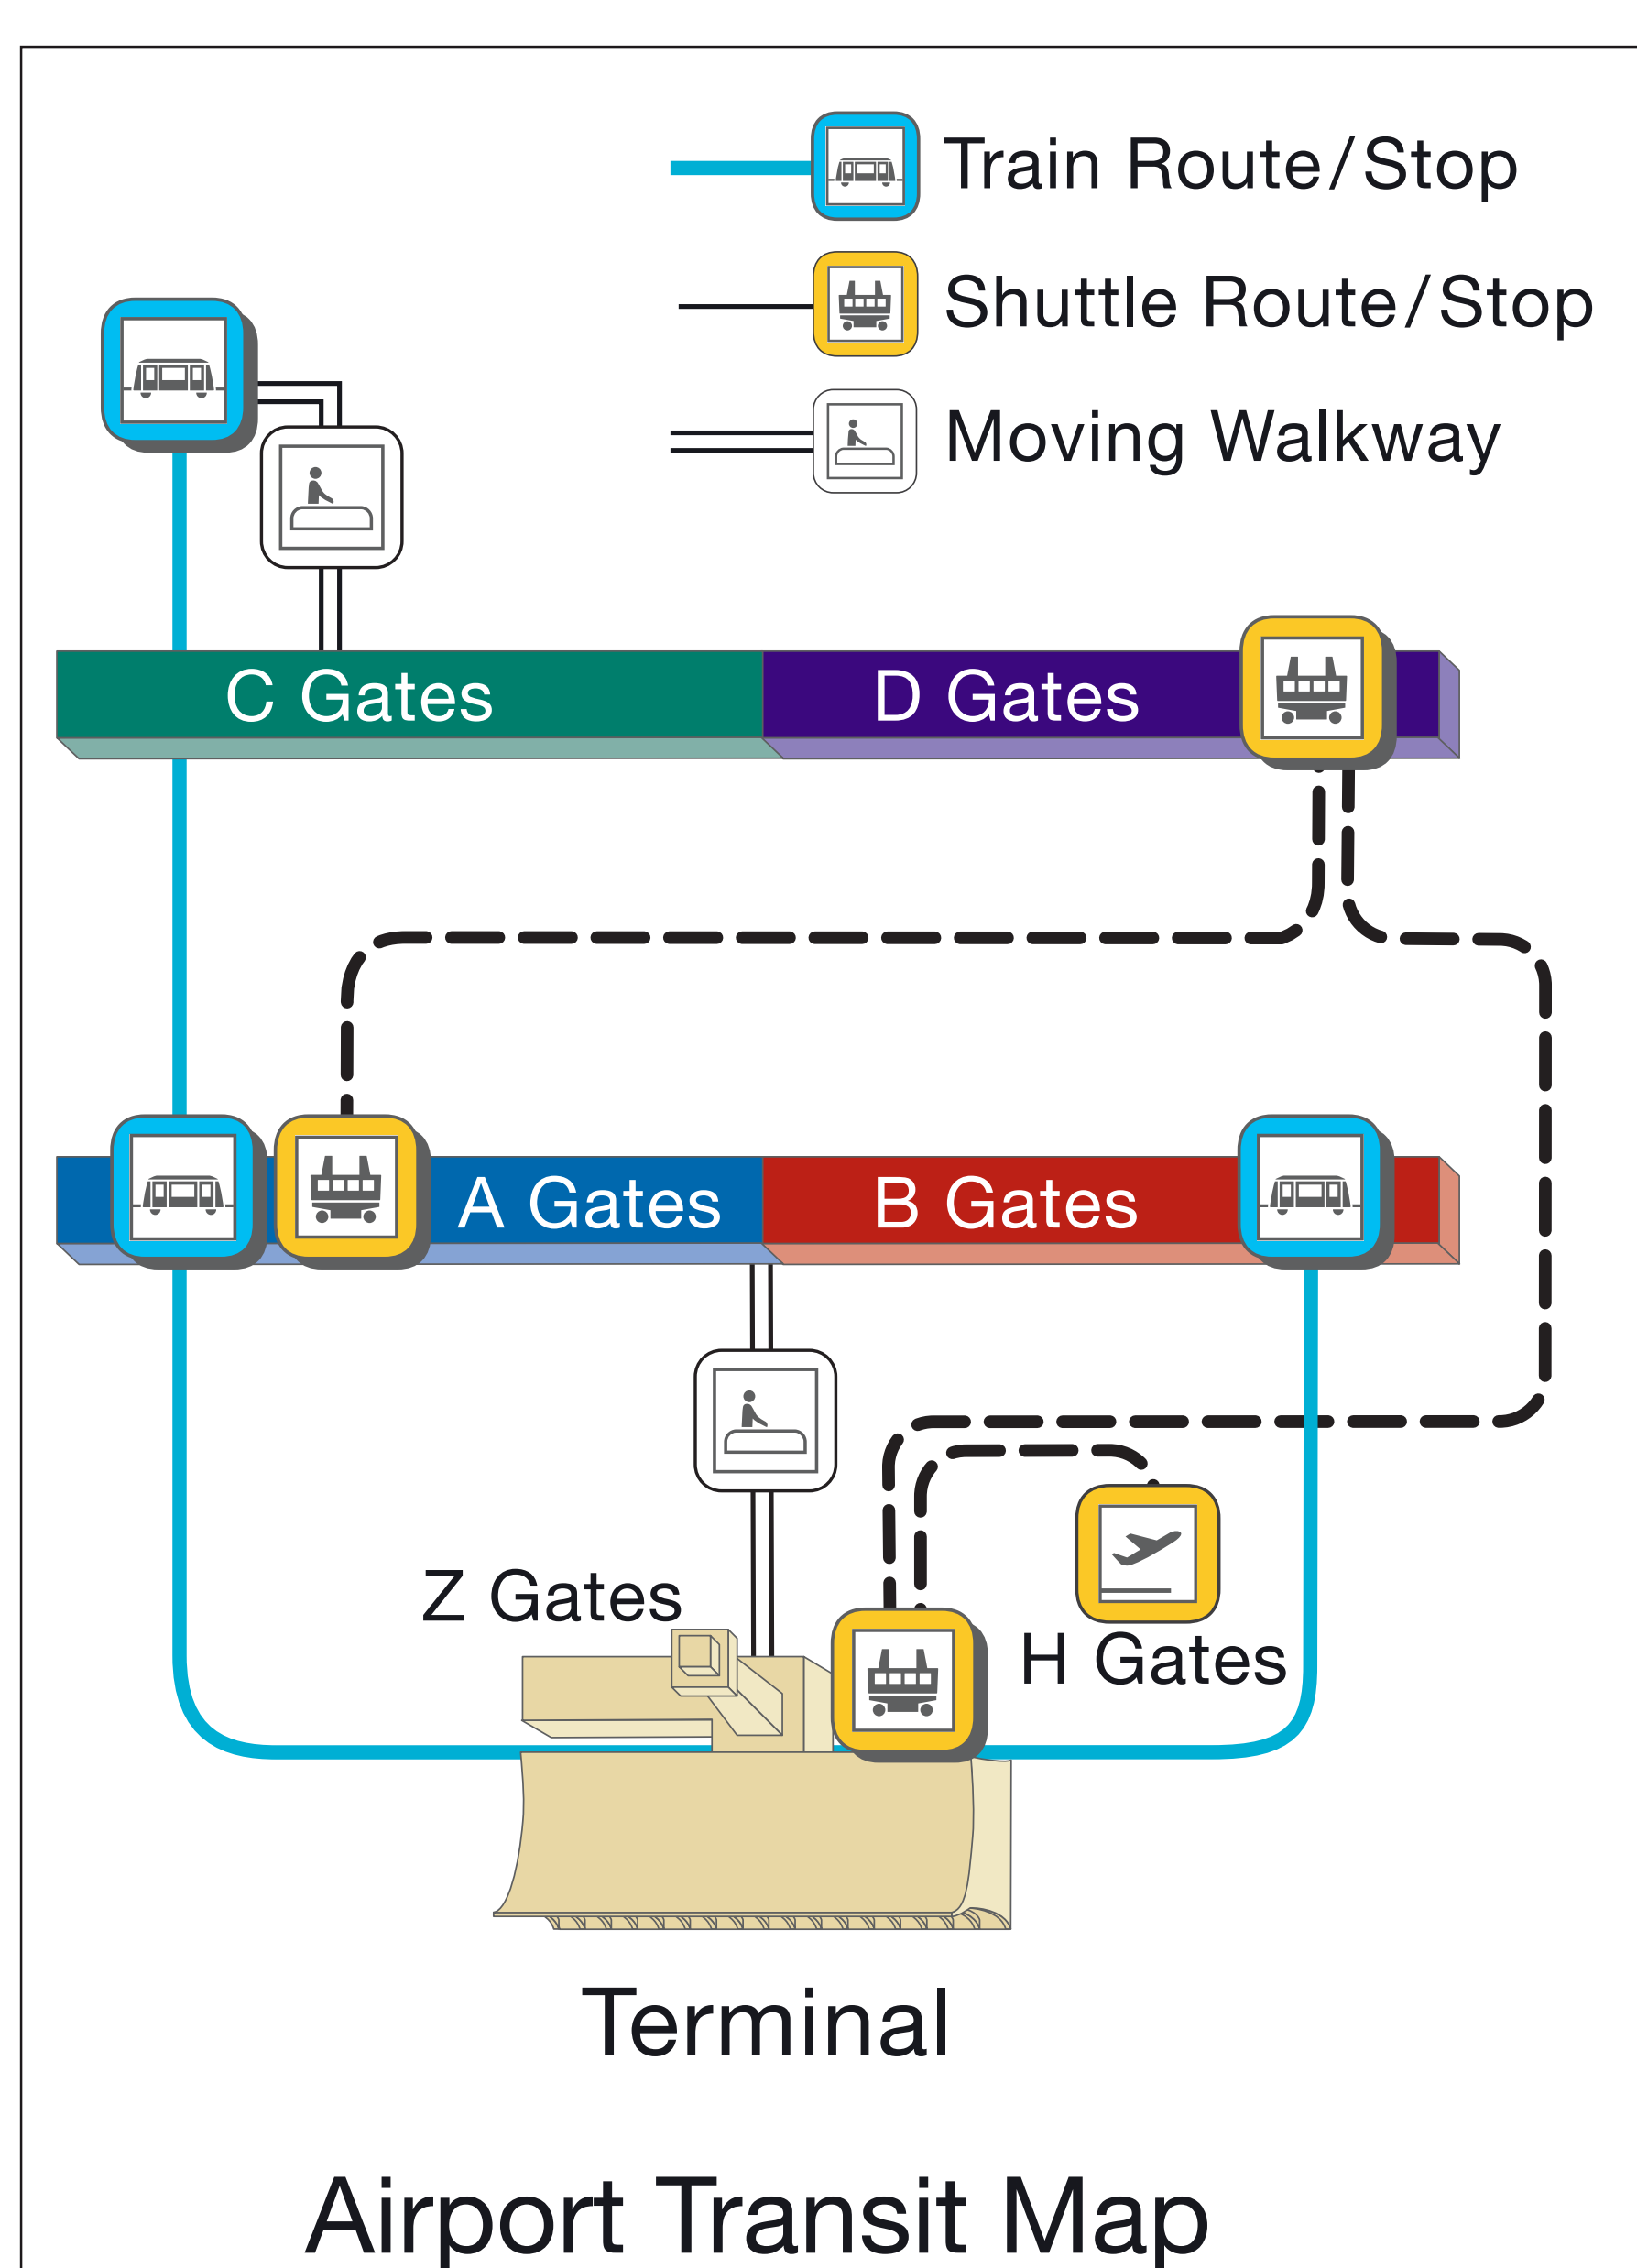 Train Route/Stop
Shuttle Route/Stop
Moving Walkway
C Gates
D Gates
A Gates
B Gates
Z Gates
H Gates
Terminal
Airport Transit Map